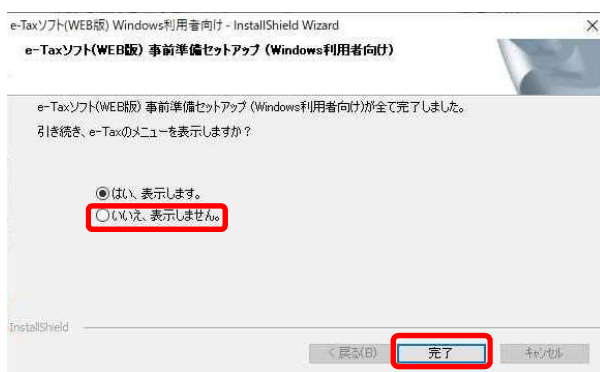 e-Taxソフト(WEB版) Windows利用者向け - InstallShield Wizard
e-Taxソフト(WEB版) 事前準備セットアップ (Windows利用者向け)
e-Taxソフト(WEB版) 事前準備セットアップ (Windows利用者向け)が全て完了しました。
引き続き、e-Taxのメニューを表示しますか?
はい、表示します。
いいえ、表示しません。
InstallShield
< 戻る(B)
完了
キャンセル